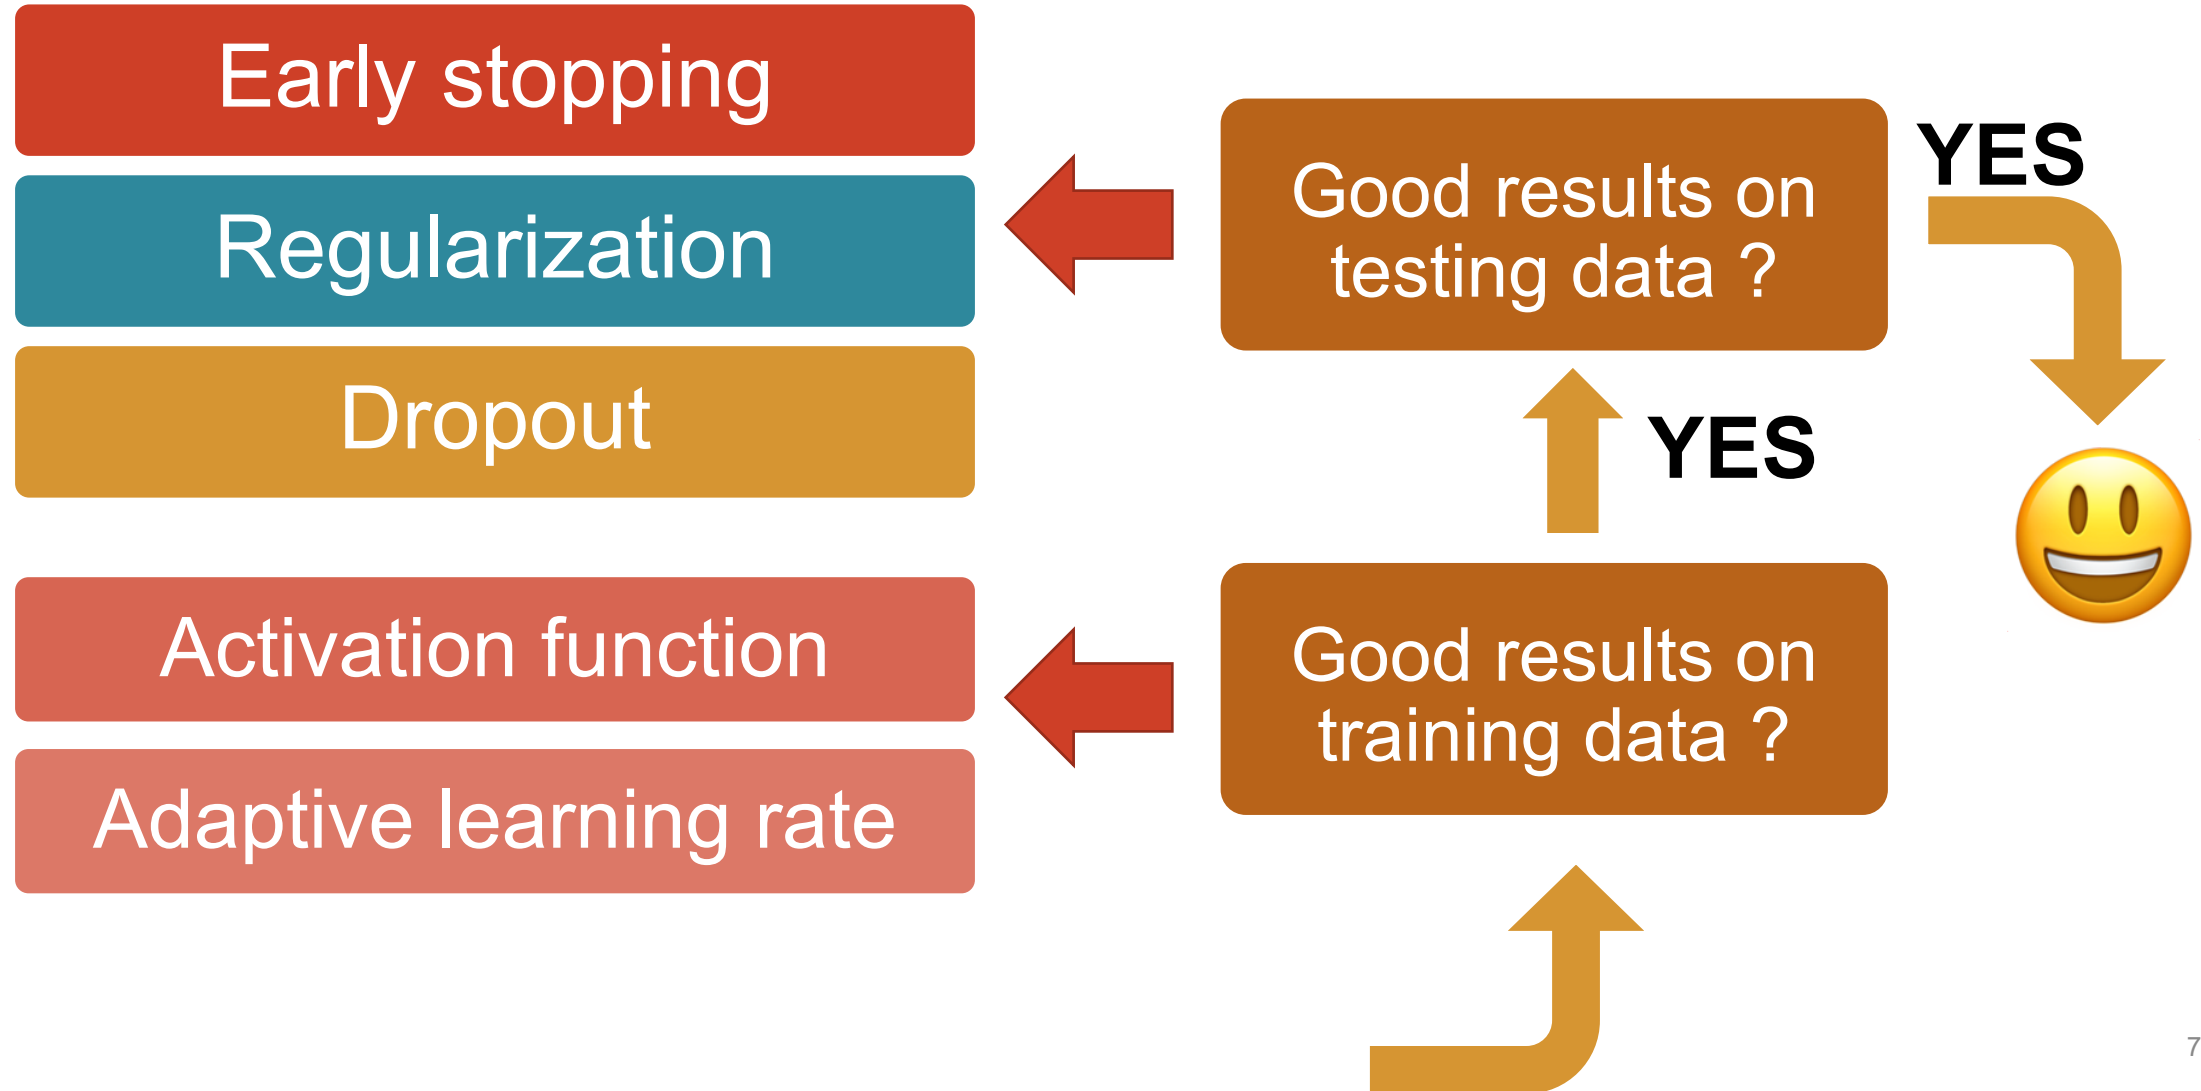 Early stopping
Regularization
Dropout
Activation function
Adaptive learning rate
Good results on
testing data ?
YES
YES
Good results on
training data ?
7